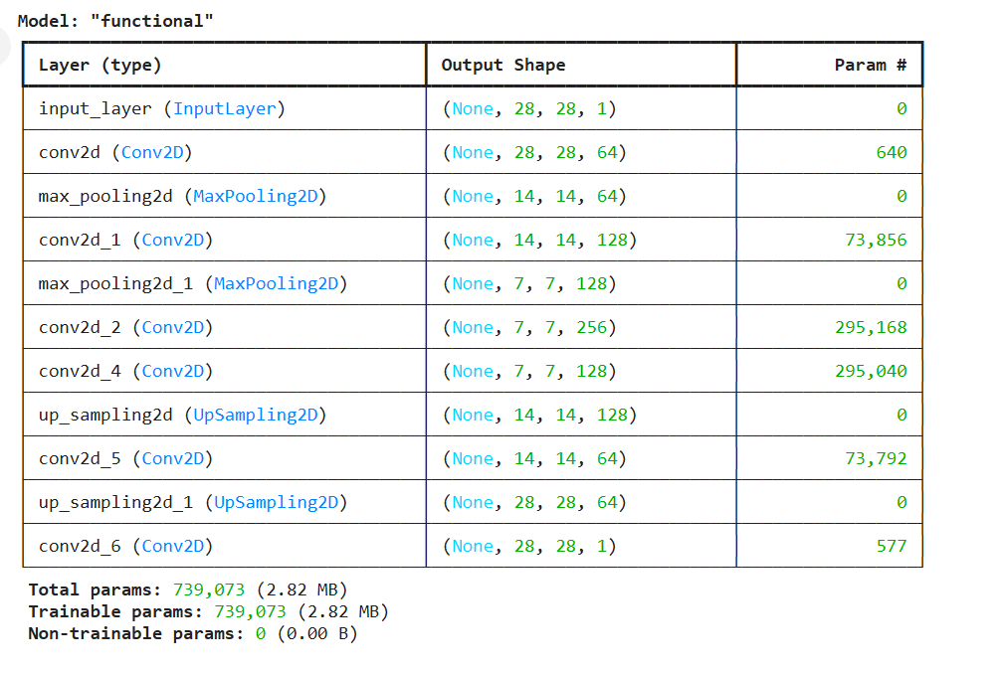 Model: "functional"
Layer (type) Output Shape Param #
input_layer (InputLayer) (None, 28, 28, 1) 0
conv2d (Conv2D) (None, 28, 28, 64) 640
max_pooling2d (MaxPooling2D) (None, 14, 14, 64) 0
conv2d_1 (Conv2D) (None, 14, 14, 128) 73,856
max_pooling2d_1 (MaxPooling2D) (None, 7, 7, 128) 0
conv2d_2 (Conv2D) (None, 7, 7, 256) 295,168
conv2d_4 (Conv2D) (None, 7, 7, 128) 295,040
up_sampling2d (UpSampling2D) (None, 14, 14, 128) 0
conv2d_5 (Conv2D) (None, 14, 14, 64) 73,792
up_sampling2d_1 (UpSampling2D) (None, 28, 28, 64) 0
conv2d_6 (Conv2D) (None, 28, 28, 1) 577
Total params: 739,073 (2.82 MB)
Trainable params: 739,073 (2.82 MB)
Non-trainable params: 0 (0.00 B)